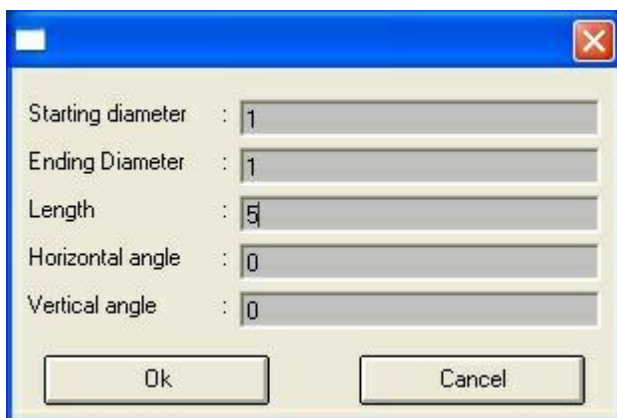 Starting diameter : 1
Ending Diameter : 1
Length : 5
Horizontal angle : 0
Vertical angle : 0
Ok Cancel